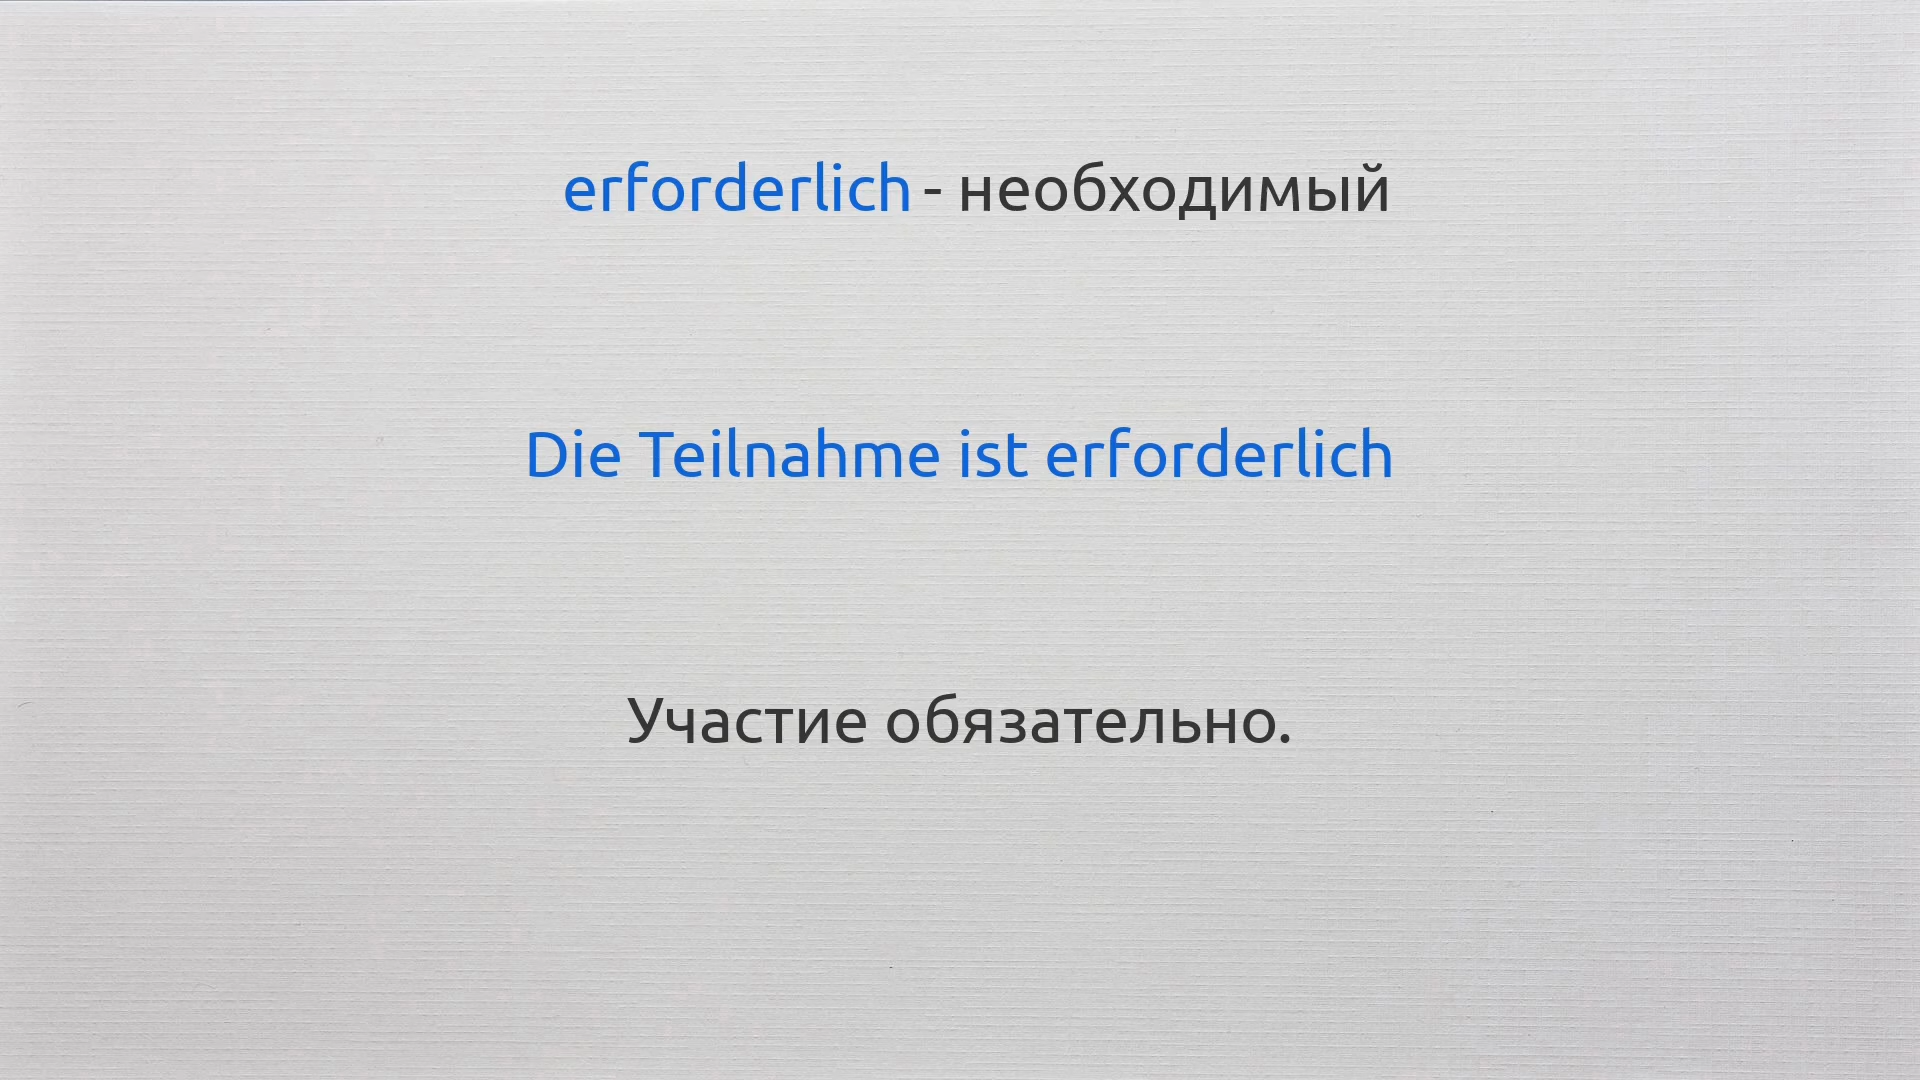 erforderlich - необходимый
Die Teilnahme ist erforderlich
Участие обязательно.